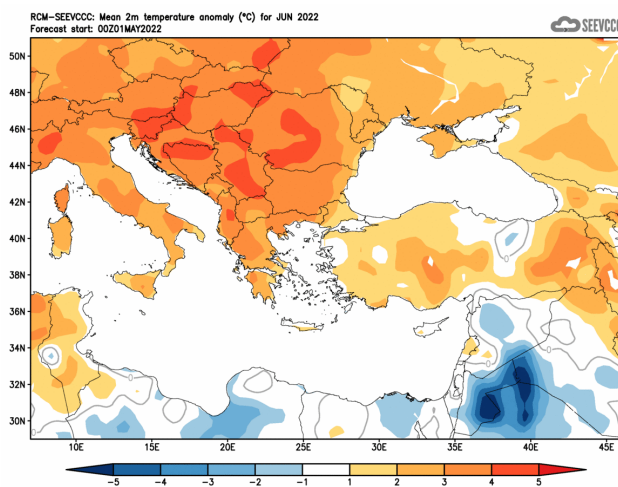 RCM-SEEVCCC: Mean 2m temperature anomaly (°C) for JUN 2022
Forecast start: 00Z01MAY2022
SEEVCCC
50N
48N
46N
44N
42N
40N
38N
36N
34N
32N
30N
10E 15E 20E 25E 30E 35E 40E 45E
-5 -4 -3 -2 -1 1 2 3 4 5